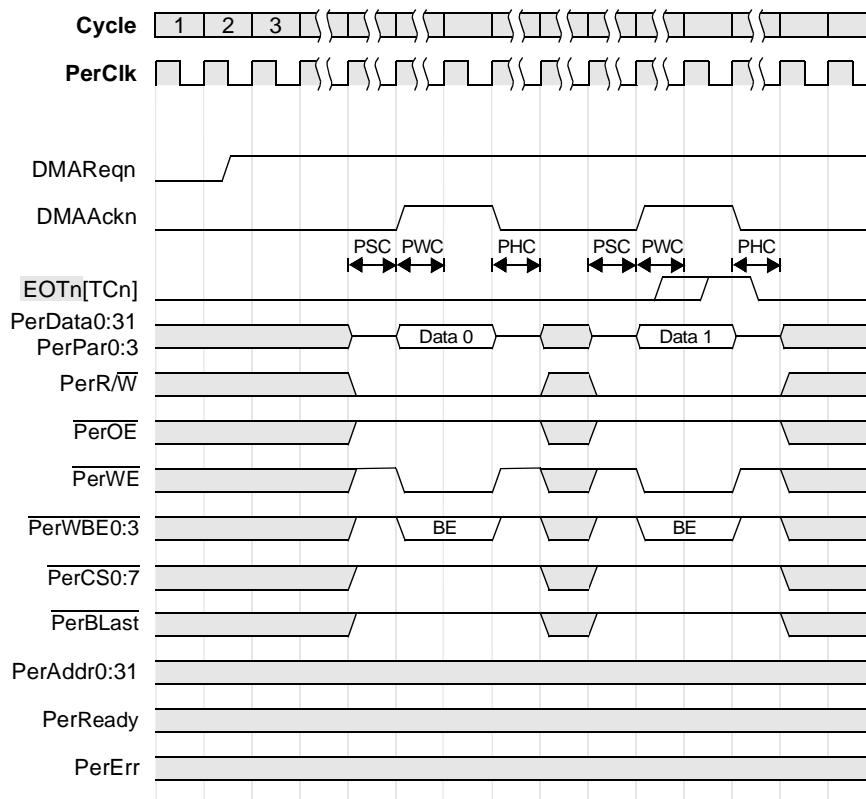 Cycle 1 2 3
PerClk
DMAReqn
DMAAckn
PSC PWC PHC PSC PWC PHC
EOTn[TCn]
PerData0:31
PerPar0:3
Data 0 Data 1
PerR/W
PerOE
PerWE
PerWBE0:3 BE BE
PerCS0:7
PerBLast
PerAddr0:31
PerReady
PerErr